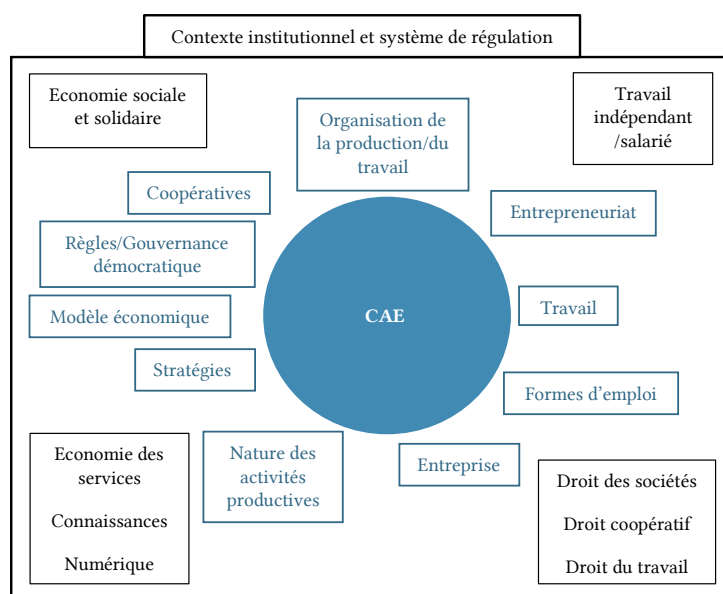 Contexte institutionnel et système de régulation
Economie sociale
et solidaire
Travail
indépendant
/salarié
Organisation de
la production/du
travail
Coopératives
Entrepreneuriat
Règles/Gouvernance
démocratique
Modèle économique
CAE
Travail
Stratégies
Formes d’emploi
Economie des
services
Connaissances
Numérique
Nature des
activités
productives
Entreprise
Droit des sociétés
Droit coopératif
Droit du travail